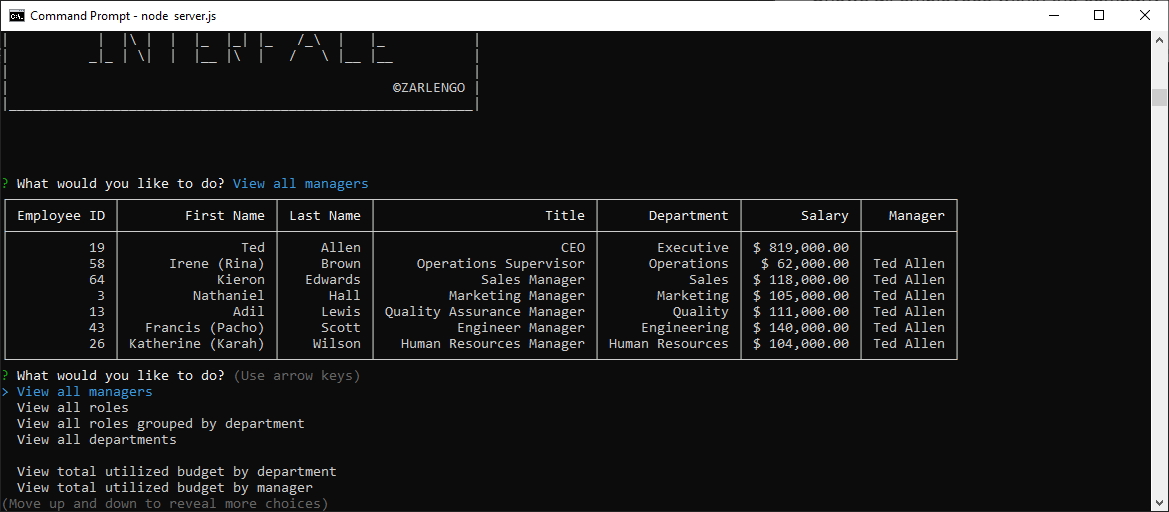 Command Prompt - node server.js
©ZARLENGO
? What would you like to do? View all managers
Employee ID First Name Last Name Title Department Salary Manager
19 Ted Allen CEO Executive $ 819,000.00
58 Irene (Rina) Brown Operations Supervisor Operations $ 62,000.00 Ted Allen
64 Kieron Edwards Sales Manager Sales $ 118,000.00 Ted Allen
3 Nathaniel Hall Marketing Manager Marketing $ 105,000.00 Ted Allen
13 Adil Lewis Quality Assurance Manager Quality $ 111,000.00 Ted Allen
43 Francis (Pacho) Scott Engineer Manager Engineering $ 140,000.00 Ted Allen
26 Katherine (Karah) Wilson Human Resources Manager Human Resources $ 104,000.00 Ted Allen
? What would you like to do? (Use arrow keys)
> View all managers
View all roles
View all roles grouped by department
View all departments
View total utilized budget by department
View total utilized budget by manager
(Move up and down to reveal more choices)